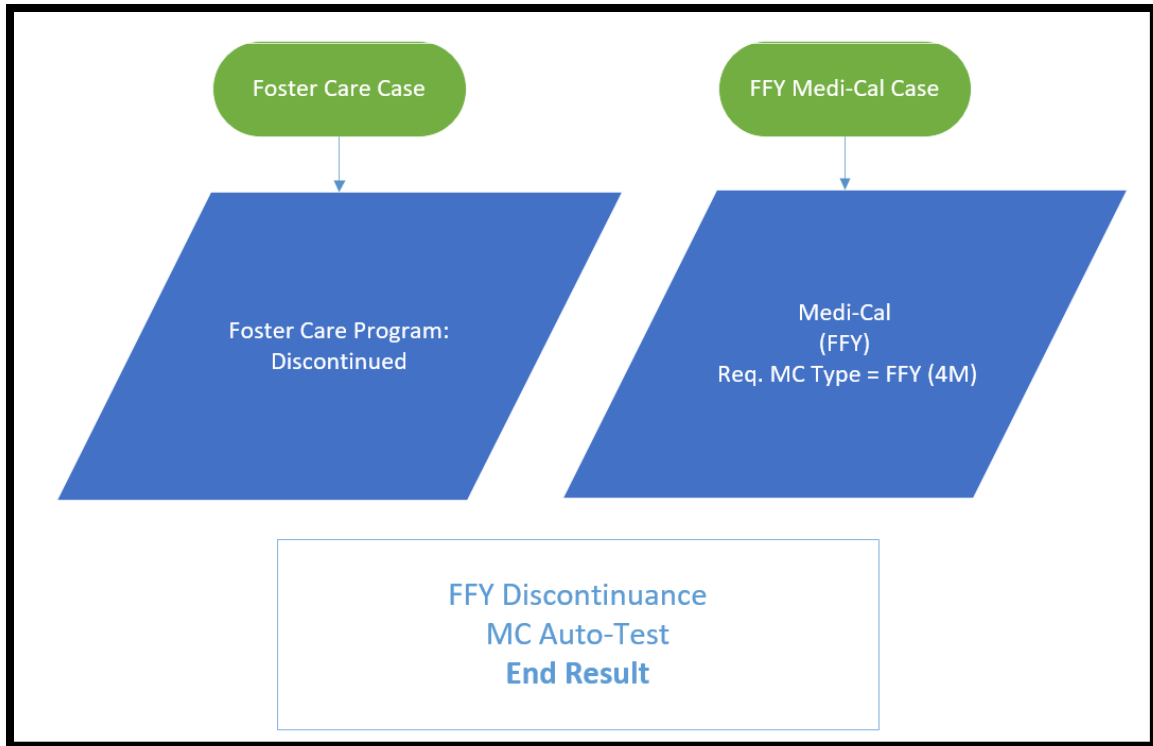 Foster Care Case
FFY Medi-Cal Case
Foster Care Program:
Discontinued
Medi-Cal
(FFY)
Req. MC Type = FFY (4M)
FFY Discontinuance
MC Auto-Test
End Result